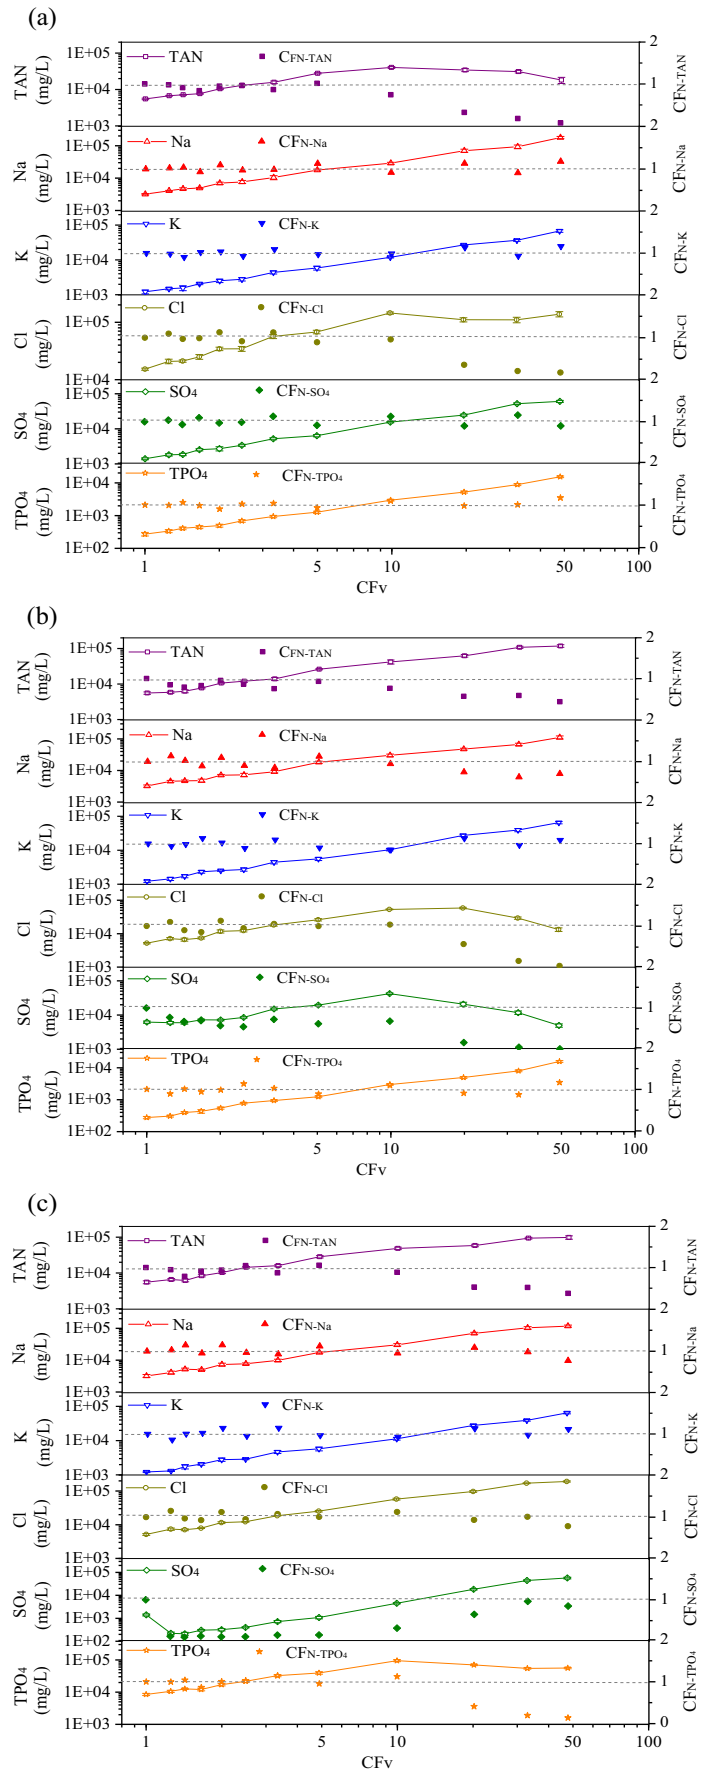 (a)
TAN
(mg/L)
1E+05
1E+04
1E+03
TAN
CFN-TAN
2
1
2
CFN-TAN
Na
(mg/L)
1E+05
1E+04
1E+03
Na
CFN-Na
1
2
CFN-Na
K
(mg/L)
1E+05
1E+04
1E+03
K
CFN-K
1
2
CFN-K
Cl
(mg/L)
1E+05
1E+04
Cl
CFN-Cl
1
2
CFN-Cl
SO4
(mg/L)
1E+05
1E+04
1E+03
SO4
CFN-SO4
1
2
CFN-SO4
TPO4
(mg/L)
1E+04
1E+03
1E+02
TPO4
CFN-TPO4
1
0
CFN-TPO4
1 5 10 50 100
CFv
(b)
TAN
(mg/L)
1E+05
1E+04
1E+03
TAN
CFN-TAN
2
1
2
CFN-TAN
Na
(mg/L)
1E+05
1E+04
1E+03
Na
CFN-Na
1
2
CFN-Na
K
(mg/L)
1E+05
1E+04
1E+03
K
CFN-K
1
2
CFN-K
Cl
(mg/L)
1E+05
1E+04
1E+03
Cl
CFN-Cl
1
2
CFN-Cl
SO4
(mg/L)
1E+05
1E+04
1E+03
SO4
CFN-SO4
1
2
CFN-SO4
TPO4
(mg/L)
1E+04
1E+03
1E+02
TPO4
CFN-TPO4
1
0
CFN-TPO4
1 5 10 50 100
CFv
(c)
TAN
(mg/L)
1E+05
1E+04
1E+03
TAN
CFN-TAN
2
1
2
CFN-TAN
Na
(mg/L)
1E+05
1E+04
1E+03
Na
CFN-Na
1
2
CFN-Na
K
(mg/L)
1E+05
1E+04
1E+03
K
CFN-K
1
2
CFN-K
Cl
(mg/L)
1E+05
1E+04
1E+03
Cl
CFN-Cl
1
2
CFN-Cl
SO4
(mg/L)
1E+05
1E+04
1E+03
1E+02
SO4
CFN-SO4
1
2
CFN-SO4
TPO4
(mg/L)
1E+05
1E+04
1E+03
TPO4
CFN-TPO4
1
0
CFN-TPO4
1 5 10 50 100
CFv